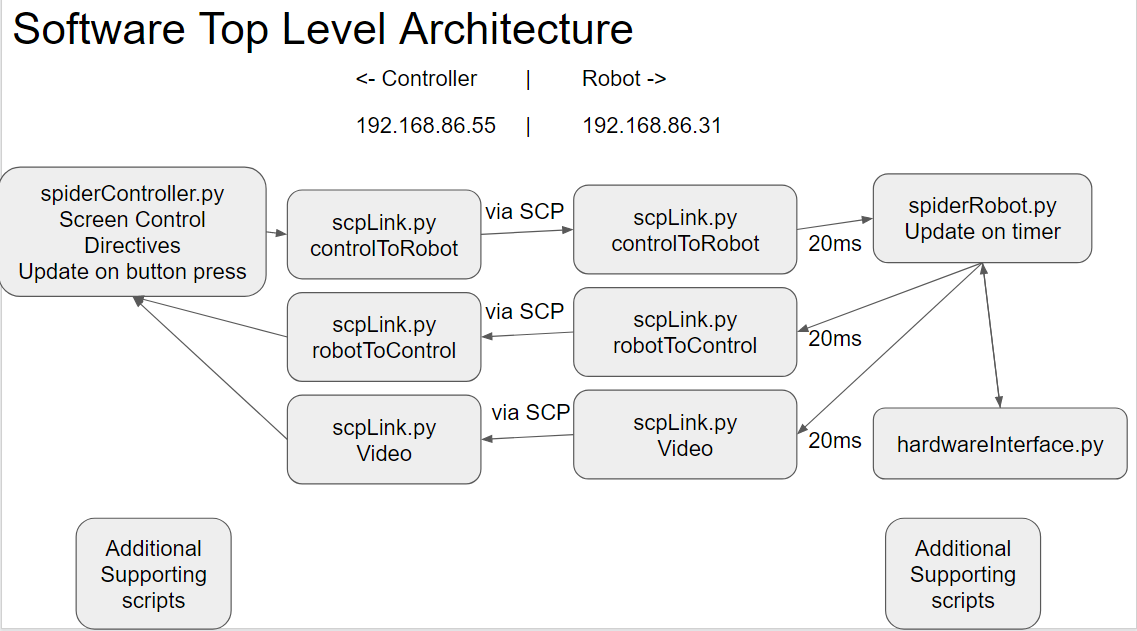 Software Top Level Architecture
<- Controller | Robot ->
192.168.86.55 | 192.168.86.31
spiderController.py
Screen Control
Directives
Update on button press
scpLink.py
controlToRobot
via SCP
scpLink.py
controlToRobot
20ms
spiderRobot.py
Update on timer
scpLink.py
robotToControl
via SCP
scpLink.py
robotToControl
20ms
scpLink.py
Video
via SCP
scpLink.py
Video
20ms
hardwareInterface.py
Additional
Supporting
scripts
Additional
Supporting
scripts